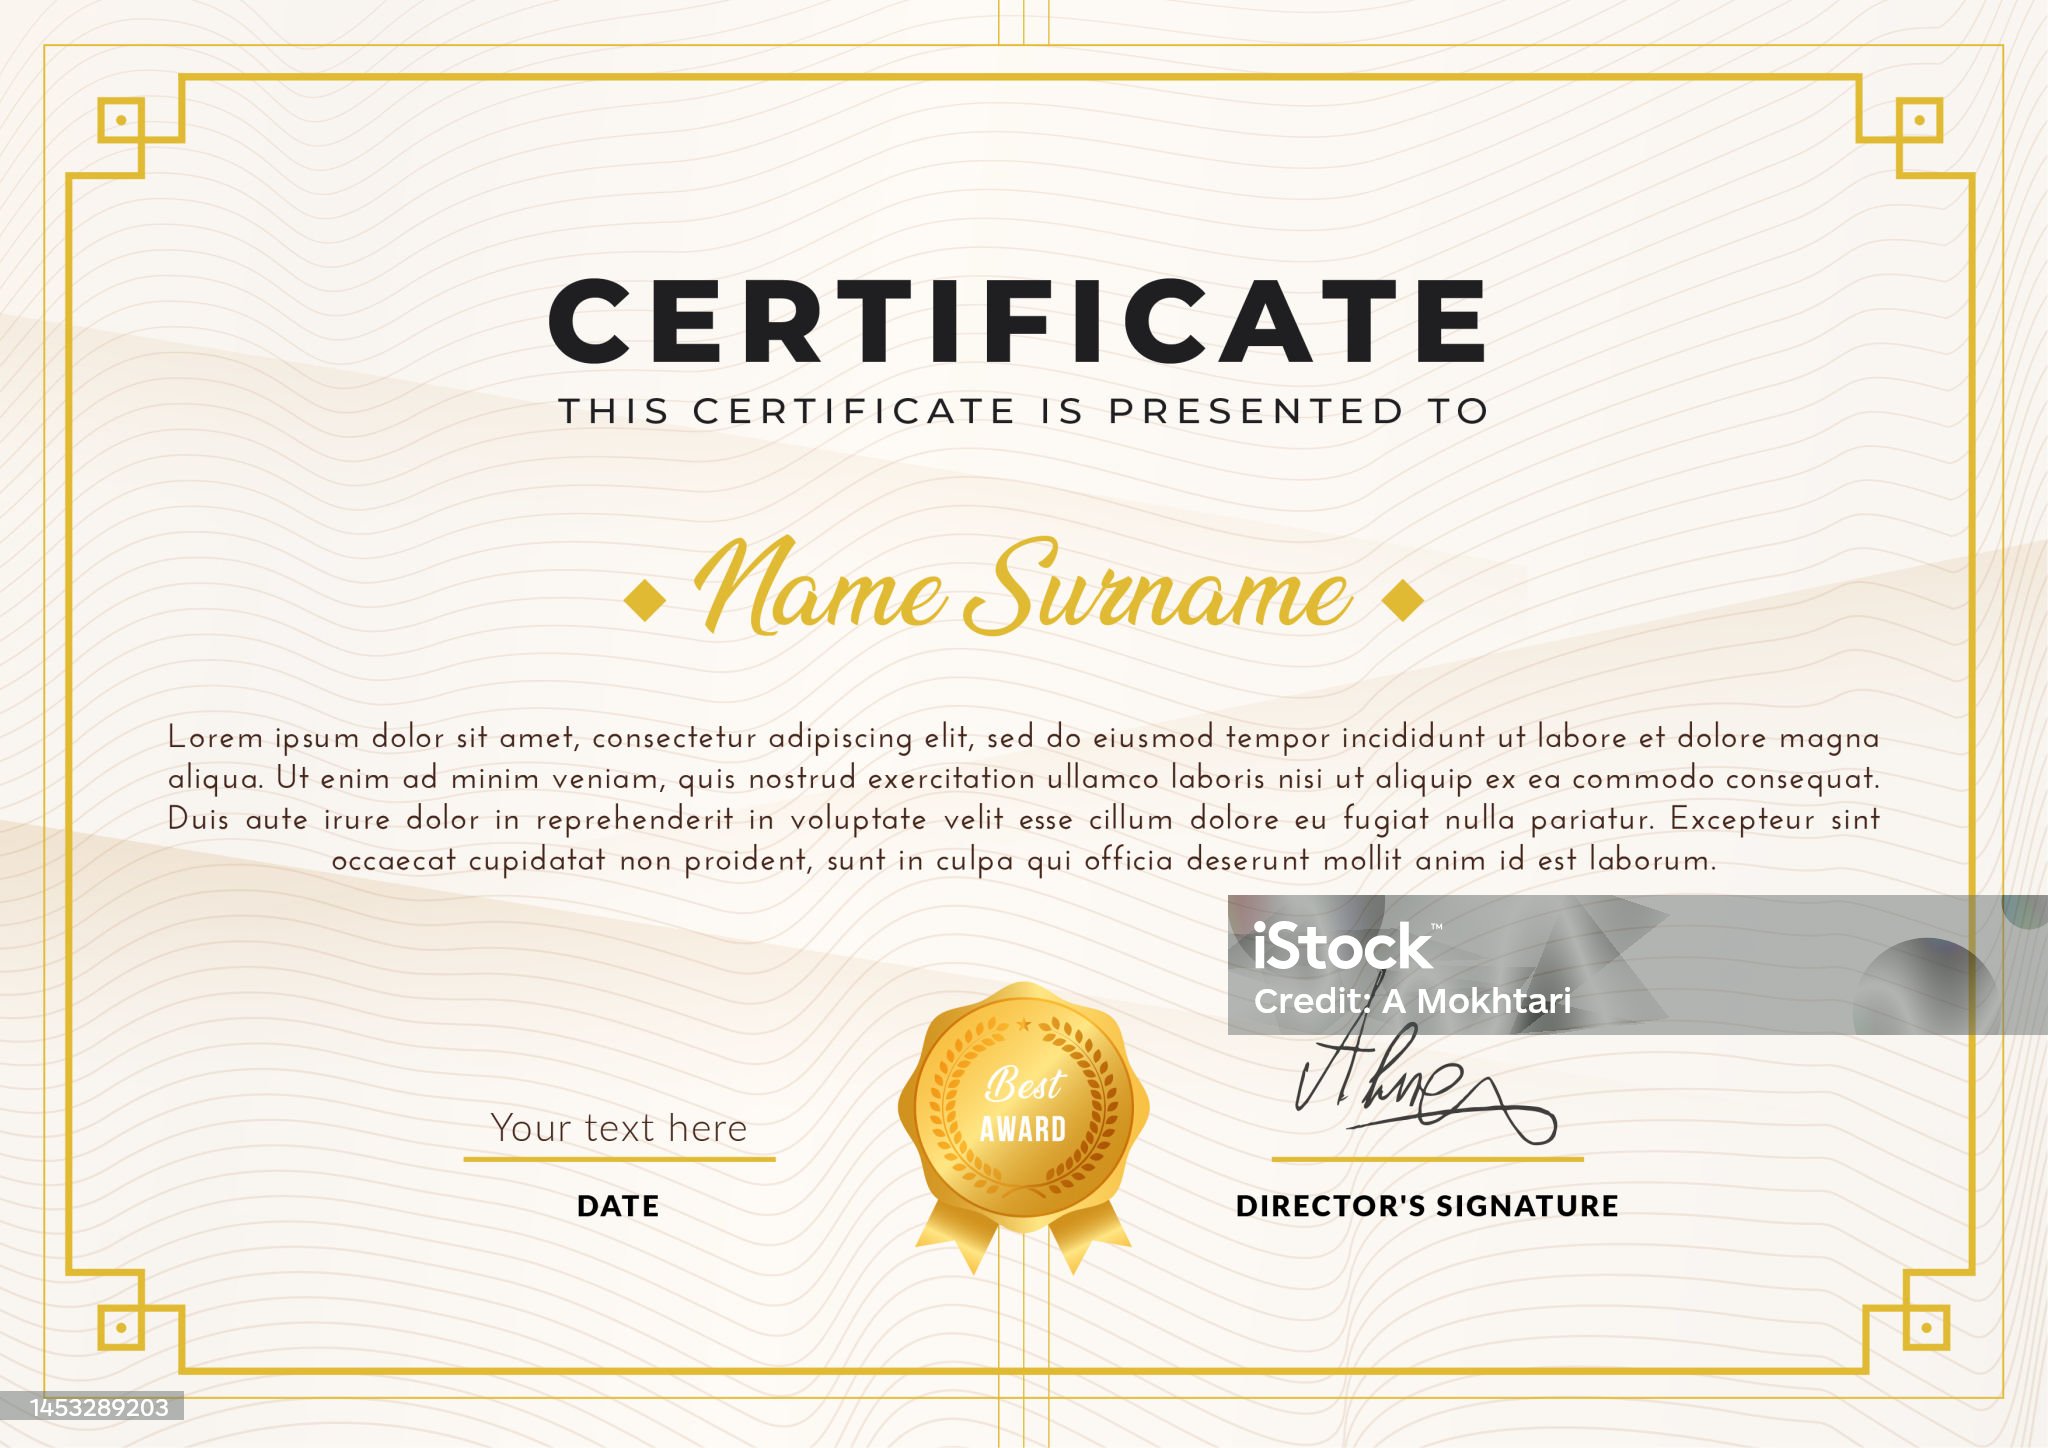 CERTIFICATE
THIS CERTIFICATE IS PRESENTED TO
Name Surname
Lorem ipsum dolor sit amet, consectetur adipiscing elit, sed do eiusmod tempor incididunt ut labore et dolore magna
aliqua. Ut enim ad minim veniam, quis nostrud exercitation ullamco laboris nisi ut aliquip ex ea commodo consequat.
Duis aute irure dolor in reprehenderit in voluptate velit esse cillum dolore eu fugiat nulla pariatur. Excepteur sint
occaecat cupidatat non proident, sunt in culpa qui officia deserunt mollit anim id est laborum.
iStock™
Credit: A Mokhtari
Best
AWARD
Your text here
DATE
DIRECTOR'S SIGNATURE
1453289203